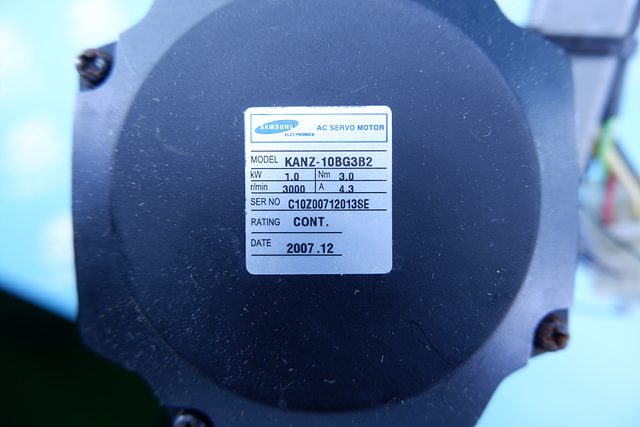 SAMSUNG
ELECTRONICS
AC SERVO MOTOR
MODEL KANZ-10BG3B2
kW 1.0 Nm 3.0
r/min 3000 A 4.3
SER NO C10Z00712013SE
RATING CONT.
DATE 2007.12